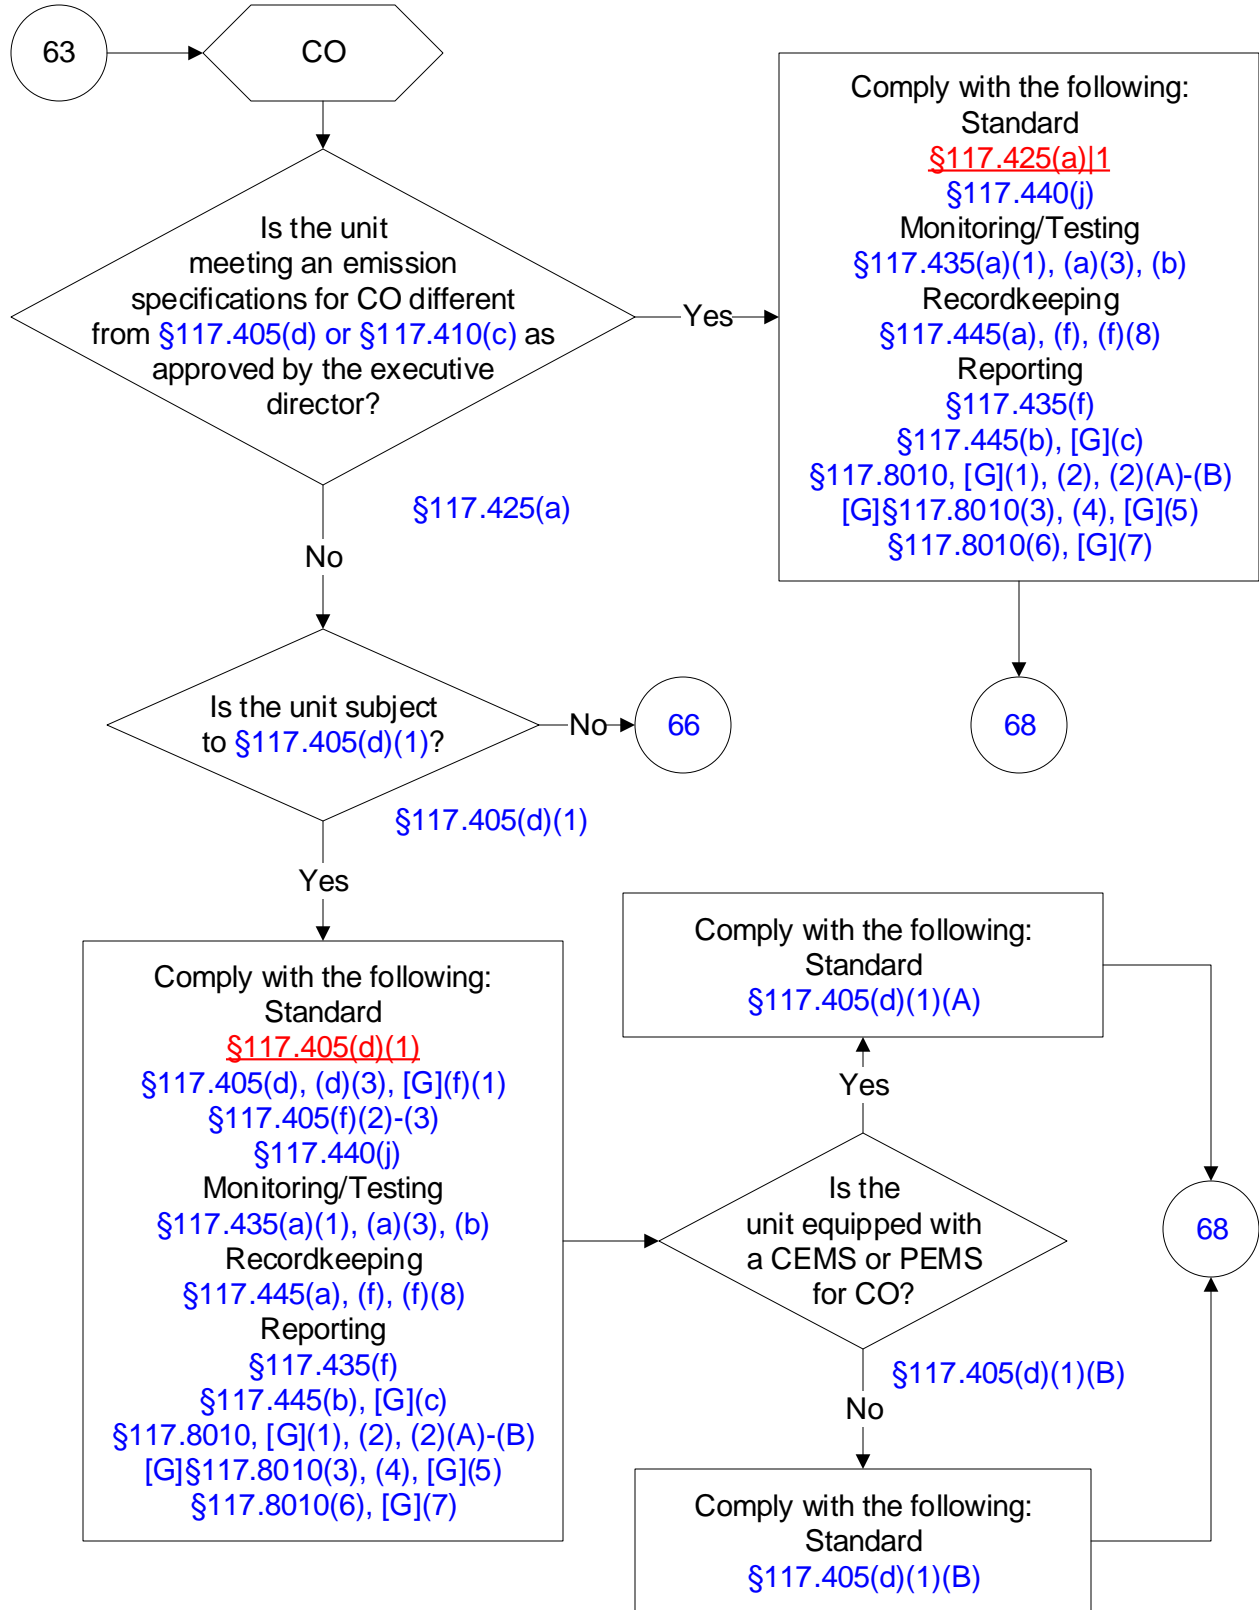 63
CO
Is the unit
meeting an emission
specifications for CO different
from §117.405(d) or §117.410(c) as
approved by the executive
director?
Yes
§117.425(a)
No
Comply with the following:
Standard
§117.425(a)|1
§117.440(j)
Monitoring/Testing
§117.435(a)(1), (a)(3), (b)
Recordkeeping
§117.445(a), (f), (f)(8)
Reporting
§117.435(f)
§117.445(b), [G](c)
§117.8010, [G](1), (2), (2)(A)-(B)
[G]§117.8010(3), (4), [G](5)
§117.8010(6), [G](7)
68
Is the unit subject
to §117.405(d)(1)?
No
66
§117.405(d)(1)
Yes
Comply with the following:
Standard
§117.405(d)(1)
§117.405(d), (d)(3), [G](f)(1)
§117.405(f)(2)-(3)
§117.440(j)
Monitoring/Testing
§117.435(a)(1), (a)(3), (b)
Recordkeeping
§117.445(a), (f), (f)(8)
Reporting
§117.435(f)
§117.445(b), [G](c)
§117.8010, [G](1), (2), (2)(A)-(B)
[G]§117.8010(3), (4), [G](5)
§117.8010(6), [G](7)
Comply with the following:
Standard
§117.405(d)(1)(A)
Yes
Is the
unit equipped with
a CEMS or PEMS
for CO?
68
§117.405(d)(1)(B)
No
Comply with the following:
Standard
§117.405(d)(1)(B)